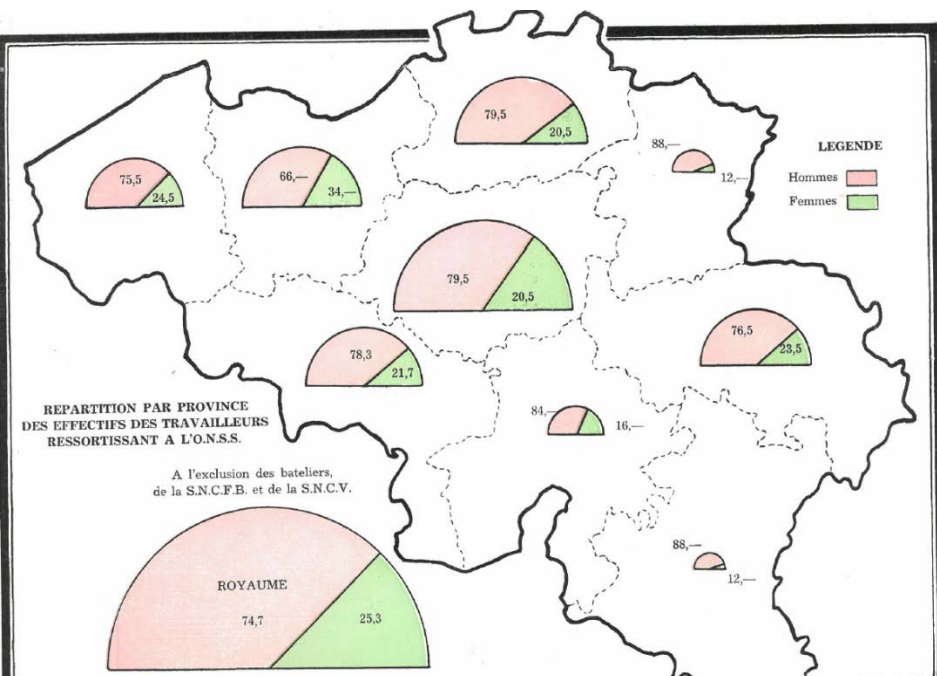 79,5
20,5
88,—
12,—
LEGENDE
Hommes
Femmes
75,5
24,5
66,—
34,—
79,5
20,5
78,3
21,7
76,5
23,5
84,—
16,—
REPARTITION PAR PROVINCE
DES EFFECTIFS DES TRAVAILLEURS
RESSORTISSANT A L'O.N.S.S.
A l'exclusion des bateliers,
de la S.N.C.F.B. et de la S.N.C.V.
88,—
12,—
ROYAUME
74,7
25,3